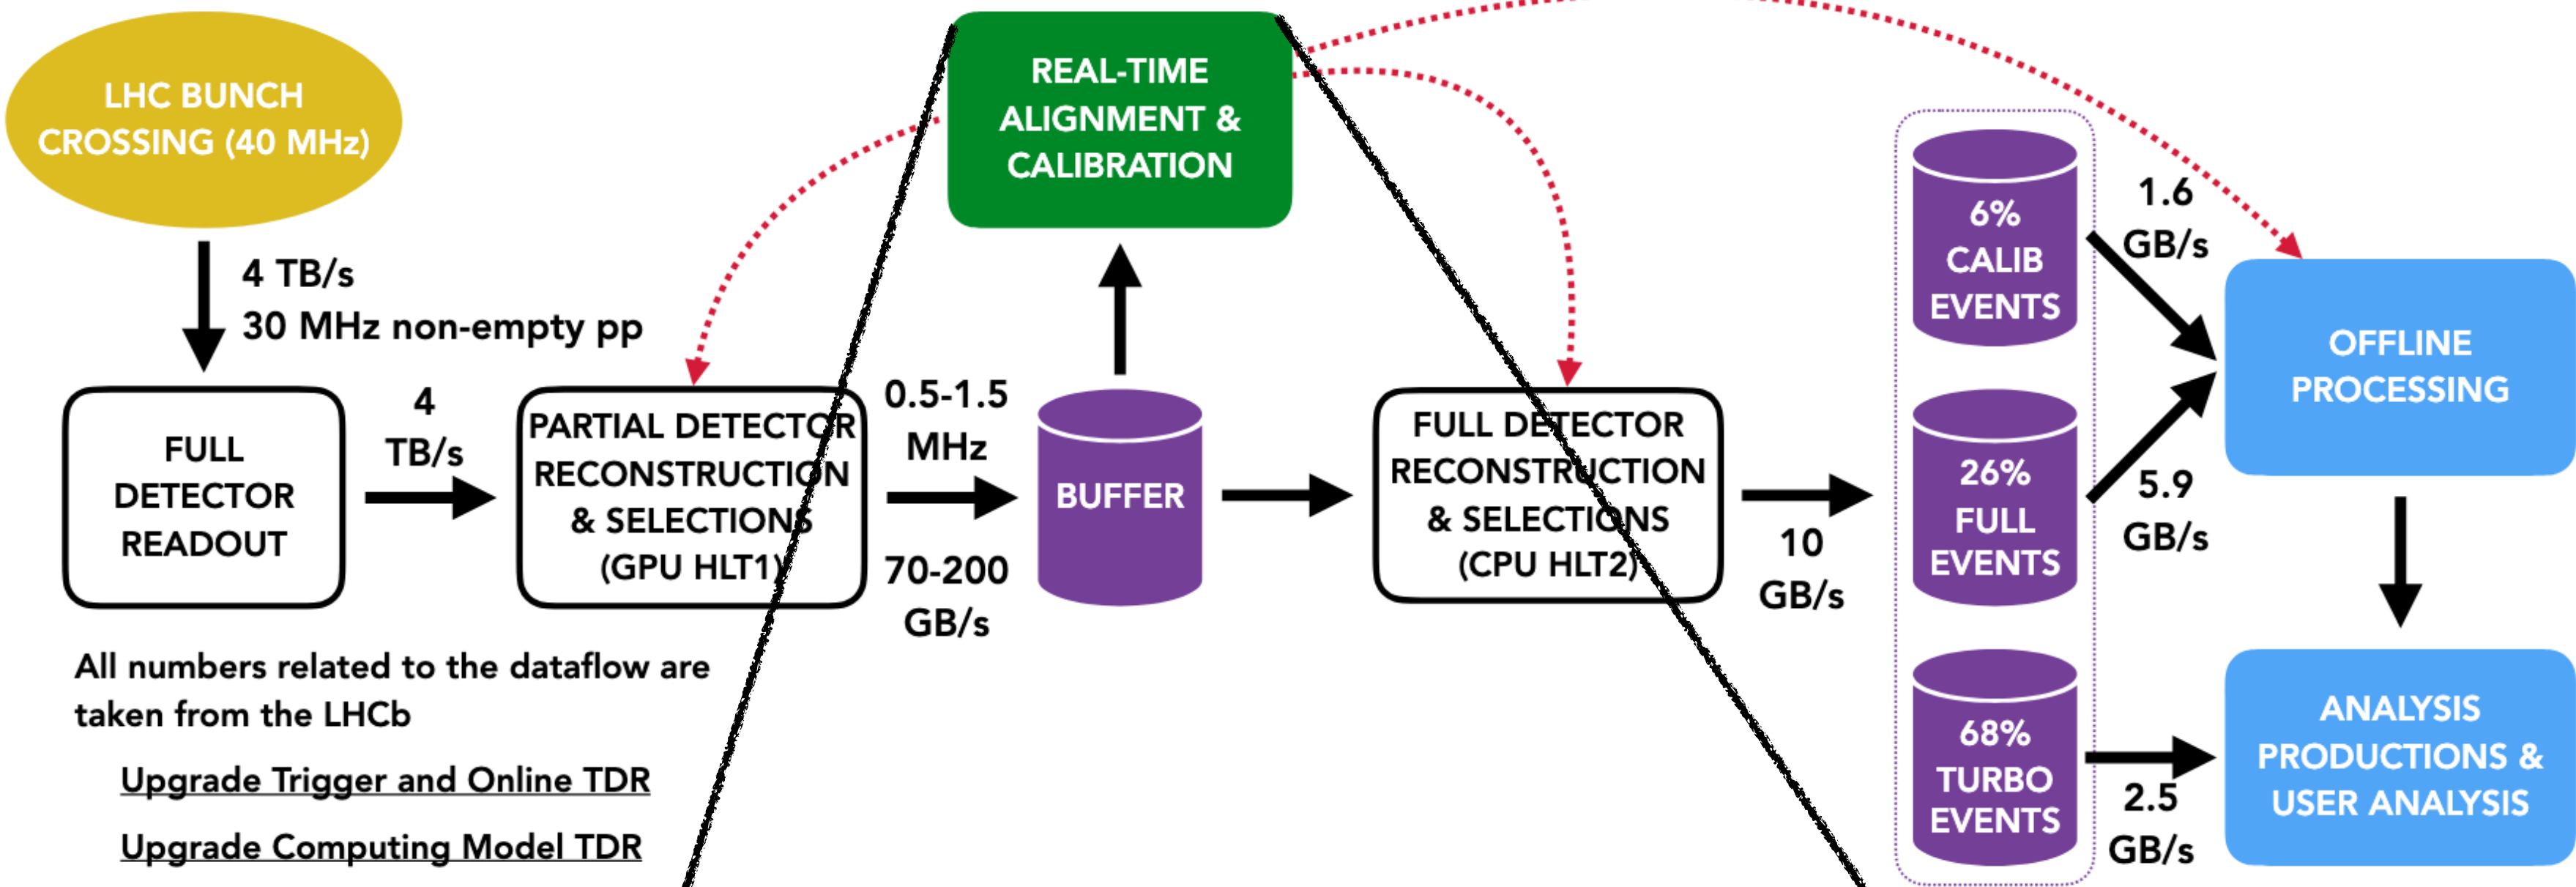 LHC BUNCH
CROSSING (40 MHz)
4 TB/s
30 MHz non-empty pp
FULL
DETECTOR
READOUT
4
TB/s
PARTIAL DETECTOR
RECONSTRUCTION
& SELECTIONS
(GPU HLT1)
0.5-1.5
MHz
70-200
GB/s
REAL-TIME
ALIGNMENT &
CALIBRATION
BUFFER
FULL DETECTOR
RECONSTRUCTION
& SELECTIONS
(CPU HLT2)
10
GB/s
6%
CALIB
EVENTS
1.6
GB/s
26%
FULL
EVENTS
5.9
GB/s
68%
TURBO
EVENTS
2.5
GB/s
OFFLINE
PROCESSING
ANALYSIS
PRODUCTIONS &
USER ANALYSIS
All numbers related to the dataflow are
taken from the LHCb
Upgrade Trigger and Online TDR
Upgrade Computing Model TDR